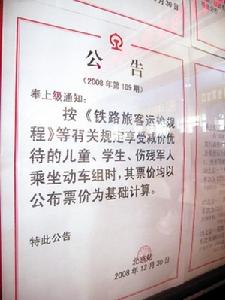 公告
(2008年第105期)
奉上级通知:
按《铁路旅客运输规
程》等有关规定享受减价优
待的儿童、学生、伤残军人
乘坐动车组时,其票价均以
公布票价为基础计算。
特此公告
2008年12月30日